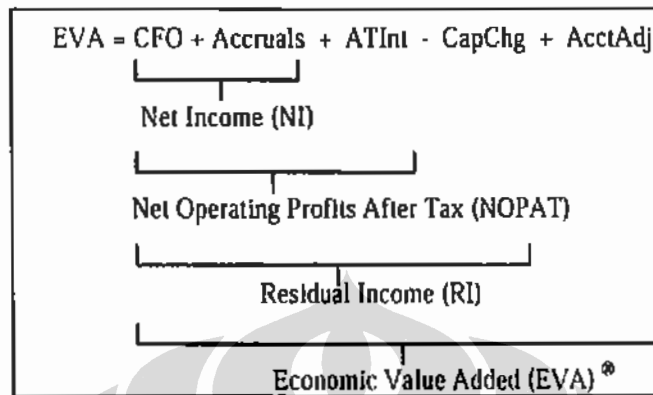 EVA = CFO + Accruals + ATInt - CapChg + AcctAdj
Net Income (NI)
Net Operating Profits After Tax (NOPAT)
Residual Income (RI)
Economic Value Added (EVA) ®